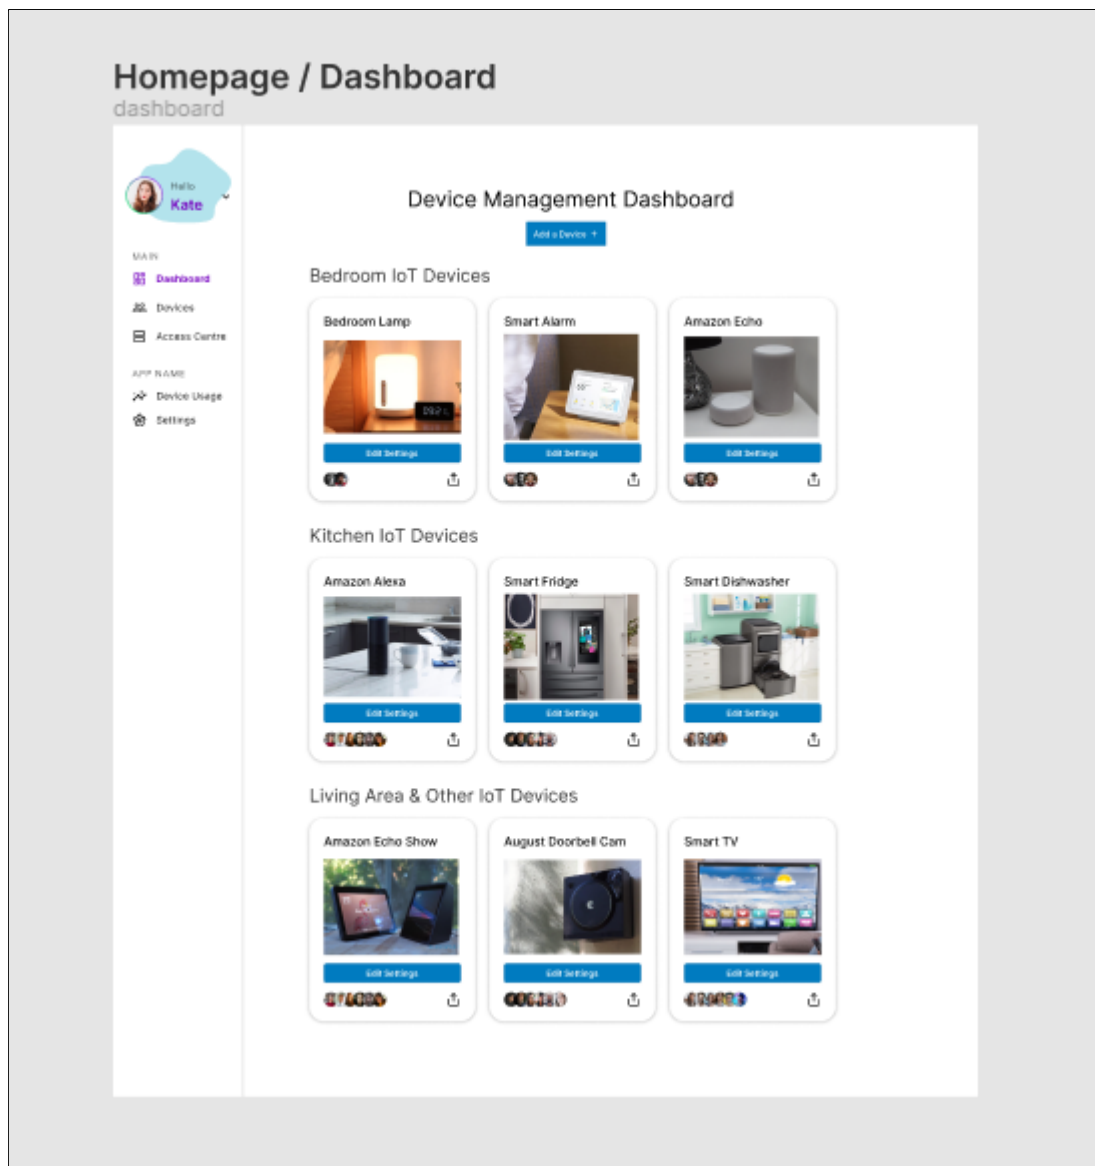 Homepage / Dashboard
dashboard
Hello
Kate
MAIN
Dashboard
Devices
Access Centre
APP NAME
Device Usage
Settings
Device Management Dashboard
Add a Device +
Bedroom IoT Devices
Bedroom Lamp
Smart Alarm
Amazon Echo
Edit Settings
Edit Settings
Edit Settings
Kitchen IoT Devices
Amazon Alexa
Smart Fridge
Smart Dishwasher
Edit Settings
Edit Settings
Edit Settings
Living Area & Other IoT Devices
Amazon Echo Show
August Doorbell Cam
Smart TV
Edit Settings
Edit Settings
Edit Settings